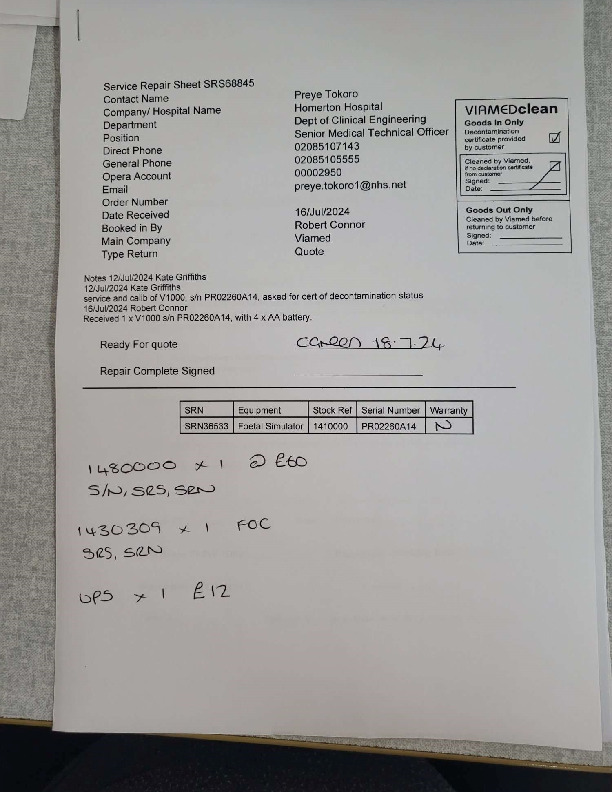 Service Repair Sheet SRS68845
Contact Name Preye Tokoro
Company/ Hospital Name Homerton Hospital
Department Dept of Clinical Engineering
Position Senior Medical Technical Officer
Direct Phone 02085107143
General Phone 02085105555
Opera Account 00002950
Email preye.tokoro1@nhs.net
Order Number
Date Received 16/Jul/2024
Booked in By Robert Connor
Main Company Viamed
Type Return Quote
VIAMEDclean
Goods In Only
Decontamination
certificate provided
by customer
Cleaned by Viamed,
if no decontamination certificate
from customer
Signed:
Date:
Goods Out Only
Cleaned by Viamed before
returning to customer
Signed:
Date:
Notes 12/Jul/2024 Kate Griffiths
12/Jul/2024 Kate Griffiths
service and calib of V1000, s/n PR02260A14, asked for cert of decontamination status
16/Jul/2024 Robert Connor
Received 1 x V1000 s/n PR02260A14, with 4 x AA battery.
Ready For quote CGreen 18.7.24
Repair Complete Signed
SRN Equipment Stock Ref Serial Number Warranty
SRN36533 Foetal Simulator 1410000 PR02260A14 N
1480000 x 1 @ £60
S/N, SRS, SRN
1430309 x 1 FOC
SRS, SRN
UPS x 1 £12